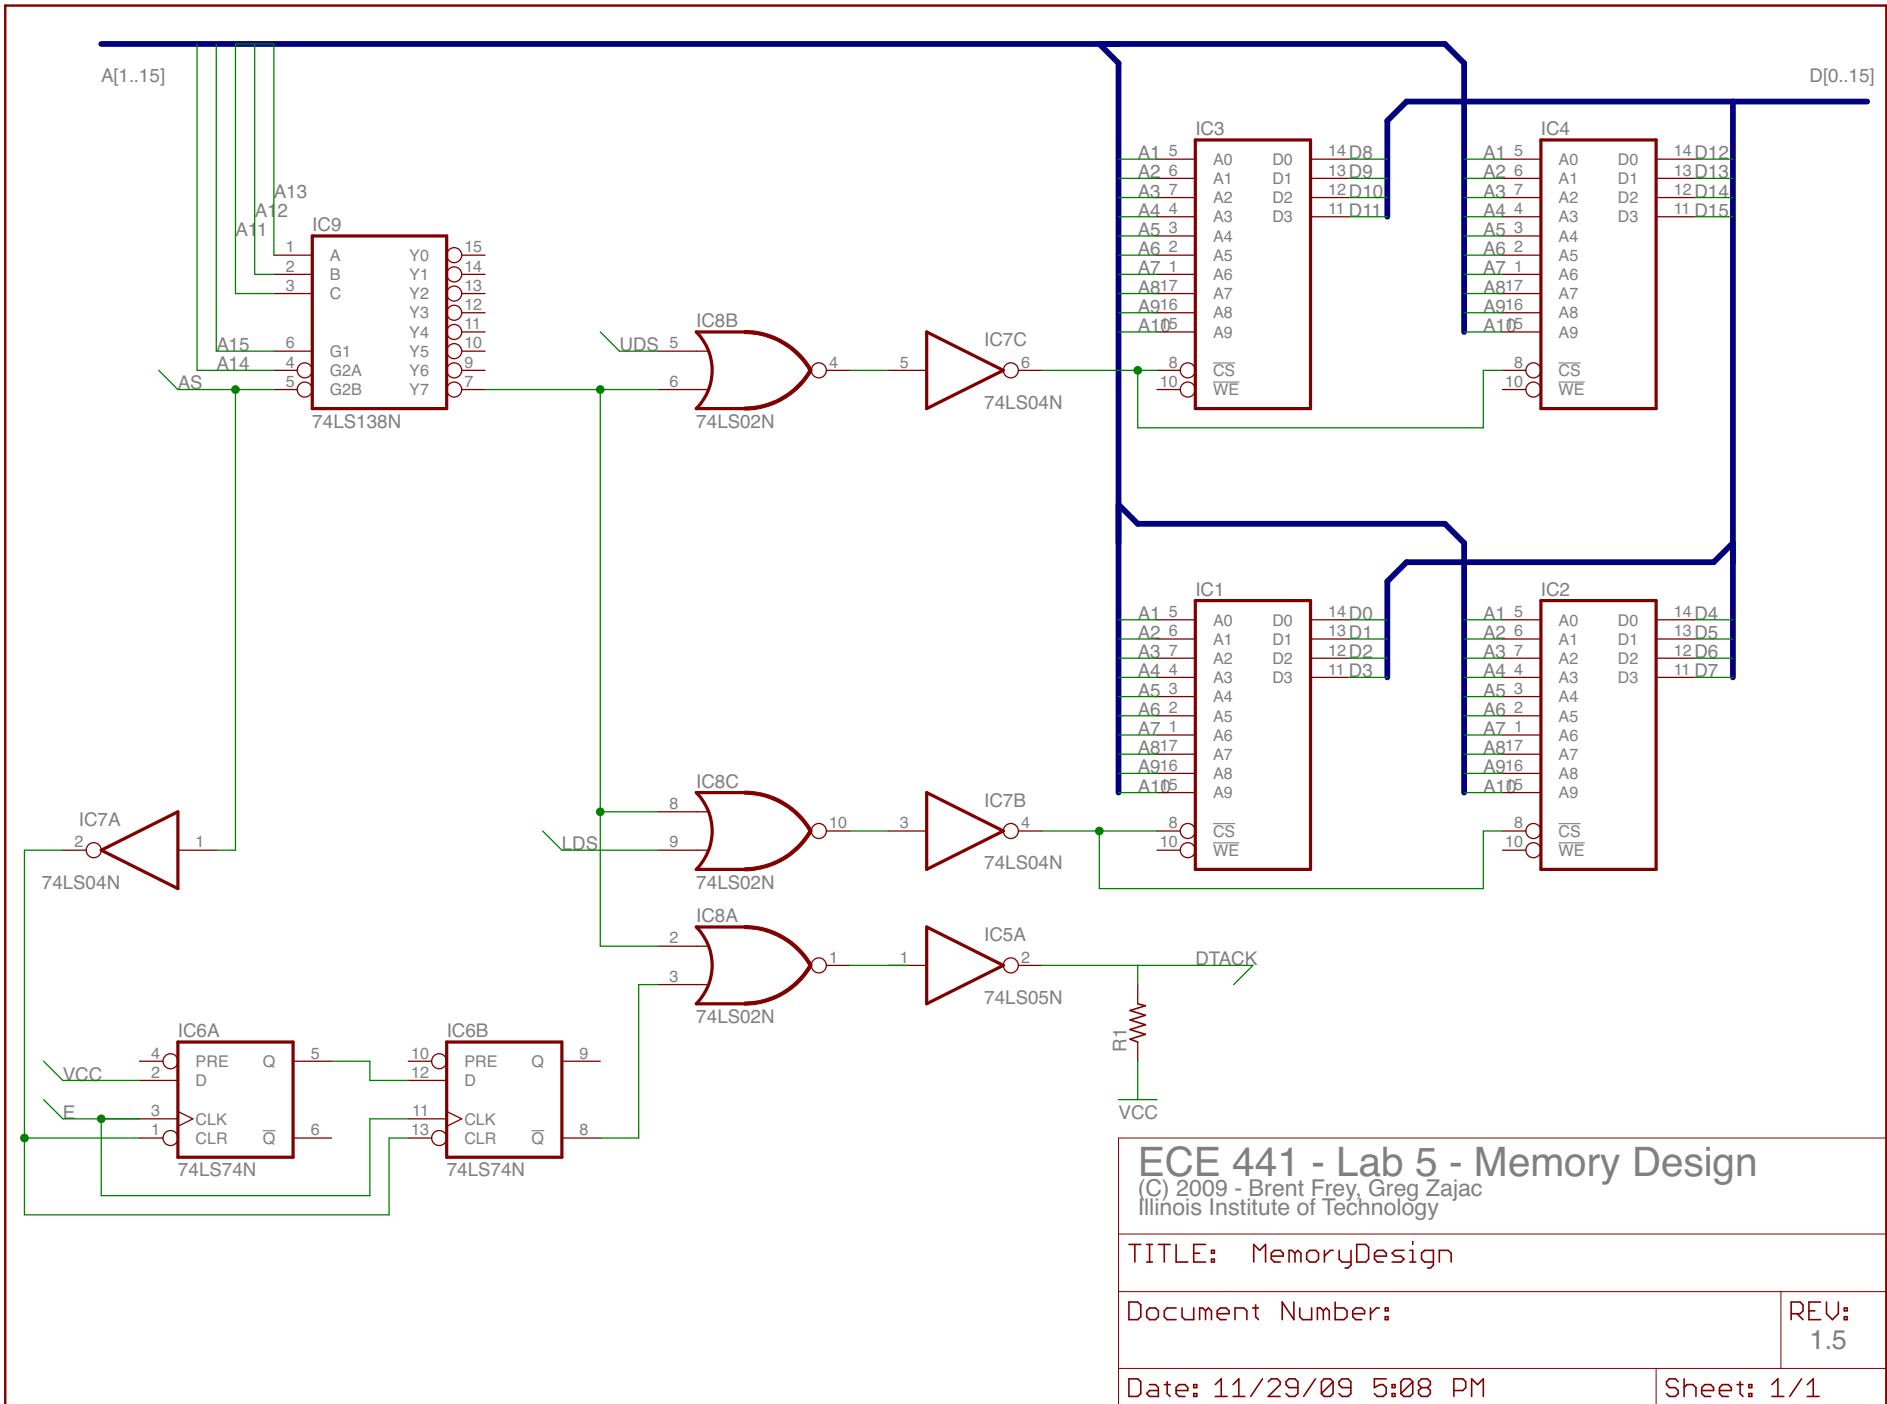 A[1..15]
D[0..15]
A13
A12
A11
IC9
1 A Y0 15
2 B Y1 14
3 C Y2 13
Y3 12
Y4 11
A15 6 G1 Y5 10
A14 4 G2A Y6 9
AS 5 G2B Y7 7
74LS138N
IC8B
UDS 5
6
4
74LS02N
IC7C
5 6
74LS04N
IC3
A1 5 A0 D0 14 D8
A2 6 A1 D1 13 D9
A3 7 A2 D2 12 D10
A4 4 A3 D3 11 D11
A5 3 A4
A6 2 A5
A7 1 A6
A8 17 A7
A9 16 A8
A10 15 A9
8 CS
10 WE
IC4
A1 5 A0 D0 14 D12
A2 6 A1 D1 13 D13
A3 7 A2 D2 12 D14
A4 4 A3 D3 11 D15
A5 3 A4
A6 2 A5
A7 1 A6
A8 17 A7
A9 16 A8
A10 15 A9
8 CS
10 WE
IC1
A1 5 A0 D0 14 D0
A2 6 A1 D1 13 D1
A3 7 A2 D2 12 D2
A4 4 A3 D3 11 D3
A5 3 A4
A6 2 A5
A7 1 A6
A8 17 A7
A9 16 A8
A10 15 A9
8 CS
10 WE
IC2
A1 5 A0 D0 14 D4
A2 6 A1 D1 13 D5
A3 7 A2 D2 12 D6
A4 4 A3 D3 11 D7
A5 3 A4
A6 2 A5
A7 1 A6
A8 17 A7
A9 16 A8
A10 15 A9
8 CS
10 WE
IC7A
2 1
74LS04N
IC8C
8
LDS 9
10
74LS02N
IC7B
3 4
74LS04N
IC8A
2
3
1
74LS02N
IC5A
1 2
74LS05N
DTACK
R1
VCC
IC6A
4 PRE Q 5
VCC 2 D
E 3 CLK
1 CLR Q 6
74LS74N
IC6B
10 PRE Q 9
12 D
11 CLK
13 CLR Q 8
74LS74N
ECE 441 - Lab 5 - Memory Design
(C) 2009 - Brent Frey, Greg Zajac
Illinois Institute of Technology
TITLE: MemoryDesign
Document Number:
REV:
1.5
Date: 11/29/09 5:08 PM
Sheet: 1/1